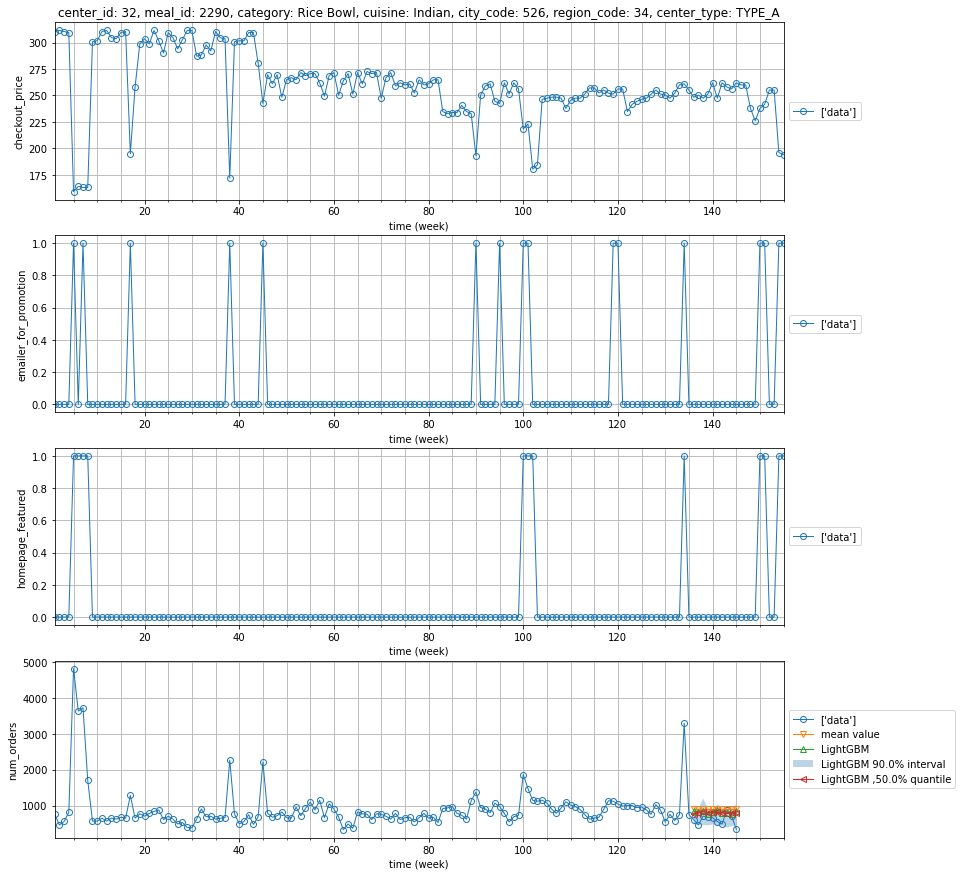 center_id: 32, meal_id: 2290, category: Rice Bowl, cuisine: Indian, city_code: 526, region_code: 34, center_type: TYPE_A
300
275
250
225
200
175
checkout_price
['data']
20 40 60 80 100 120 140
time (week)
1.0
0.8
0.6
0.4
0.2
0.0
emailer_for_promotion
['data']
20 40 60 80 100 120 140
time (week)
1.0
0.8
0.6
0.4
0.2
0.0
homepage_featured
['data']
20 40 60 80 100 120 140
time (week)
5000
4000
3000
2000
1000
num_orders
['data']
mean value
LightGBM
LightGBM 90.0% interval
LightGBM ,50.0% quantile
20 40 60 80 100 120 140
time (week)